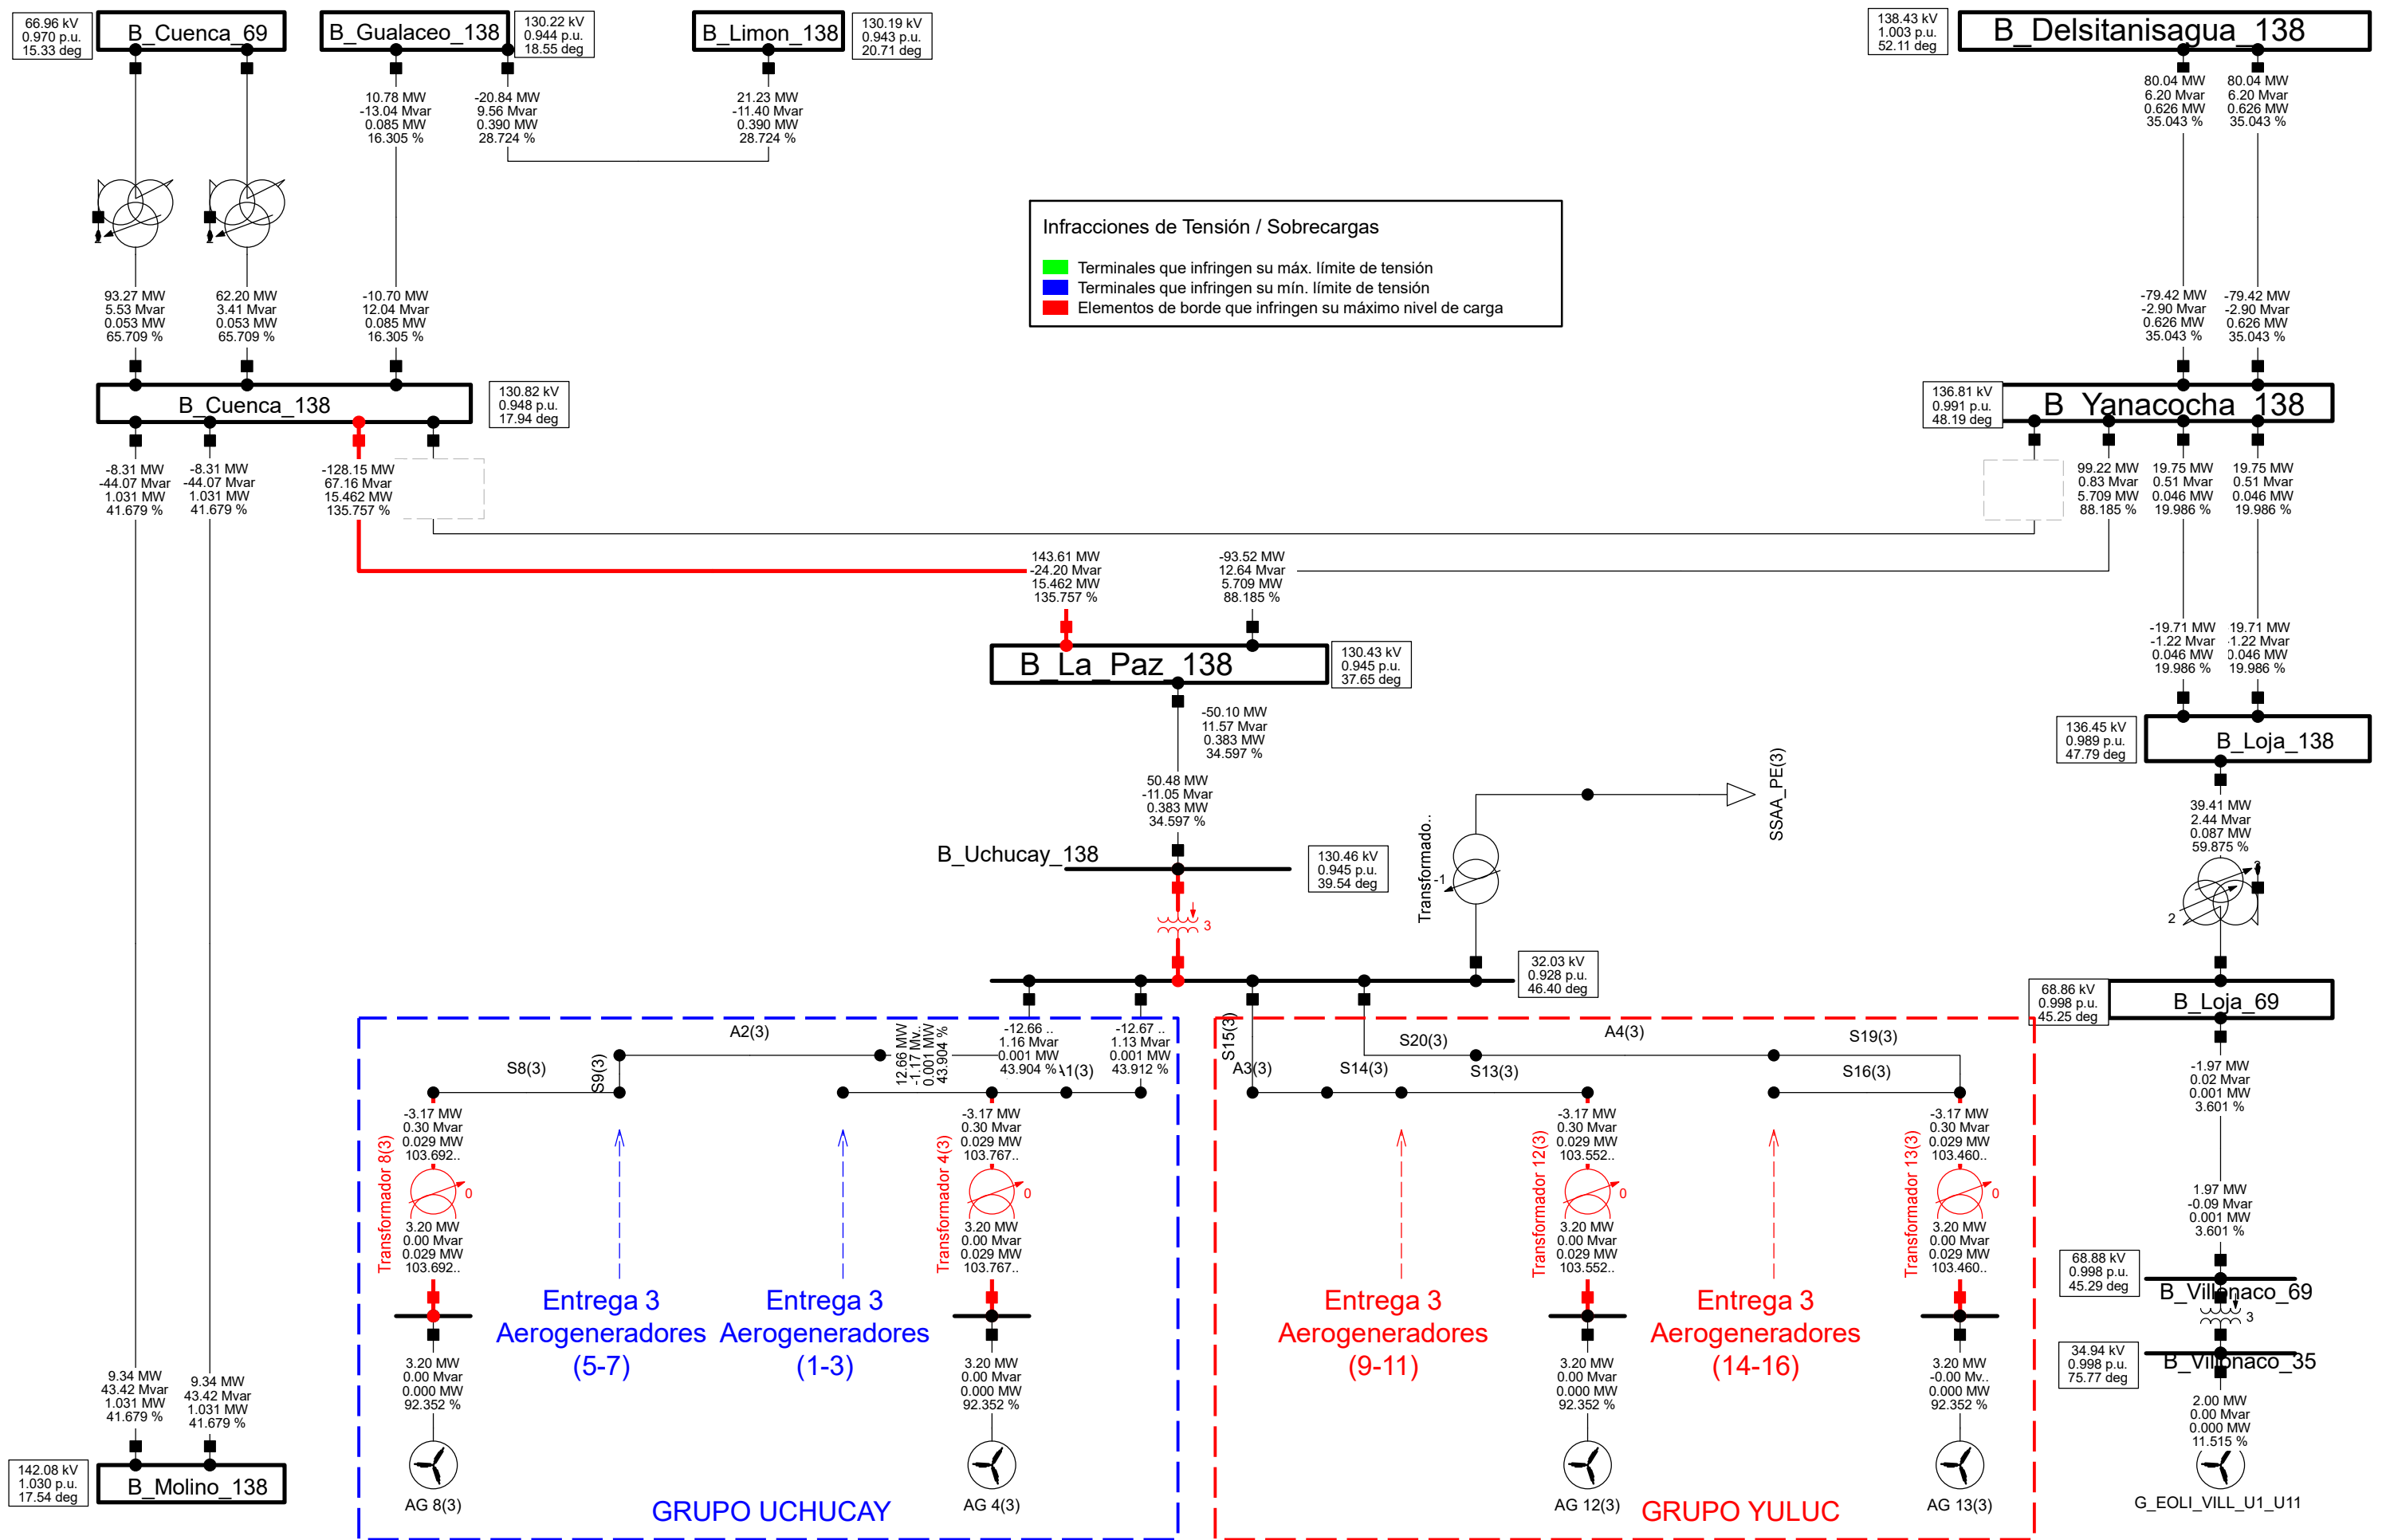 66.96 kV
0.970 p.u.
15.33 deg
B_Cuenca_69
B_Gualaceo_138
130.22 kV
0.944 p.u.
18.55 deg
B_Limon_138
130.19 kV
0.943 p.u.
20.71 deg
138.43 kV
1.003 p.u.
52.11 deg
B_Delsitanisagua_138
10.78 MW
-13.04 Mvar
0.085 MW
16.305 %
-20.84 MW
9.56 Mvar
0.390 MW
28.724 %
21.23 MW
-11.40 Mvar
0.390 MW
28.724 %
80.04 MW
6.20 Mvar
0.626 MW
35.043 %
80.04 MW
6.20 Mvar
0.626 MW
35.043 %
Infracciones de Tensión / Sobrecargas
Terminales que infringen su máx. límite de tensión
Terminales que infringen su mín. límite de tensión
Elementos de borde que infringen su máximo nivel de carga
93.27 MW
5.53 Mvar
0.053 MW
65.709 %
62.20 MW
3.41 Mvar
0.053 MW
65.709 %
-10.70 MW
12.04 Mvar
0.085 MW
16.305 %
-79.42 MW
-2.90 Mvar
0.626 MW
35.043 %
-79.42 MW
-2.90 Mvar
0.626 MW
35.043 %
B_Cuenca_138
130.82 kV
0.948 p.u.
17.94 deg
136.81 kV
0.991 p.u.
48.19 deg
B_Yanacocha_138
-8.31 MW
-44.07 Mvar
1.031 MW
41.679 %
-8.31 MW
-44.07 Mvar
1.031 MW
41.679 %
-128.15 MW
67.16 Mvar
15.462 MW
135.757 %
99.22 MW
0.83 Mvar
5.709 MW
88.185 %
19.75 MW
0.51 Mvar
0.046 MW
19.986 %
19.75 MW
0.51 Mvar
0.046 MW
19.986 %
143.61 MW
-24.20 Mvar
15.462 MW
135.757 %
-93.52 MW
12.64 Mvar
5.709 MW
88.185 %
B_La_Paz_138
130.43 kV
0.945 p.u.
37.65 deg
-19.71 MW
-1.22 Mvar
0.046 MW
19.986 %
19.71 MW
1.22 Mvar
0.046 MW
19.986 %
-50.10 MW
11.57 Mvar
0.383 MW
34.597 %
136.45 kV
0.989 p.u.
47.79 deg
B_Loja_138
50.48 MW
-11.05 Mvar
0.383 MW
34.597 %
SSAA_PE(3)
39.41 MW
2.44 Mvar
0.087 MW
59.875 %
B_Uchucay_138
130.46 kV
0.945 p.u.
39.54 deg
Transformado..
-1
3
2
32.03 kV
0.928 p.u.
46.40 deg
68.86 kV
0.998 p.u.
45.25 deg
B_Loja_69
A2(3)
12.66 MW
-1.17 Mv..
0.001 MW
43.904 %
-12.66 ..
1.16 Mvar
0.001 MW
43.904 %
-12.67 ..
1.13 Mvar
0.001 MW
43.912 %
S15(3)
S20(3)
A4(3)
S19(3)
S8(3)
S9(3)
A3(3)
S14(3)
S13(3)
S16(3)
-1.97 MW
0.02 Mvar
0.001 MW
3.601 %
-3.17 MW
0.30 Mvar
0.029 MW
103.692..
Transformador 8(3)
0
3.20 MW
0.00 Mvar
0.029 MW
103.692..
-3.17 MW
0.30 Mvar
0.029 MW
103.767..
Transformador 4(3)
0
3.20 MW
0.00 Mvar
0.029 MW
103.767..
-3.17 MW
0.30 Mvar
0.029 MW
103.552..
Transformador 12(3)
0
3.20 MW
0.00 Mvar
0.029 MW
103.552..
-3.17 MW
0.30 Mvar
0.029 MW
103.460..
Transformador 13(3)
0
3.20 MW
0.00 Mvar
0.029 MW
103.460..
1.97 MW
-0.09 Mvar
0.001 MW
3.601 %
Entrega 3
Aerogeneradores
(5-7)
Entrega 3
Aerogeneradores
(1-3)
Entrega 3
Aerogeneradores
(9-11)
Entrega 3
Aerogeneradores
(14-16)
68.88 kV
0.998 p.u.
45.29 deg
B_Villonaco_69
3
34.94 kV
0.998 p.u.
75.77 deg
B_Villonaco_35
9.34 MW
43.42 Mvar
1.031 MW
41.679 %
9.34 MW
43.42 Mvar
1.031 MW
41.679 %
3.20 MW
0.00 Mvar
0.000 MW
92.352 %
3.20 MW
0.00 Mvar
0.000 MW
92.352 %
3.20 MW
0.00 Mvar
0.000 MW
92.352 %
3.20 MW
-0.00 Mv..
0.000 MW
92.352 %
2.00 MW
0.00 Mvar
0.000 MW
11.515 %
142.08 kV
1.030 p.u.
17.54 deg
B_Molino_138
AG 8(3)
GRUPO UCHUCAY
AG 4(3)
AG 12(3)
GRUPO YULUC
AG 13(3)
G_EOLI_VILL_U1_U11